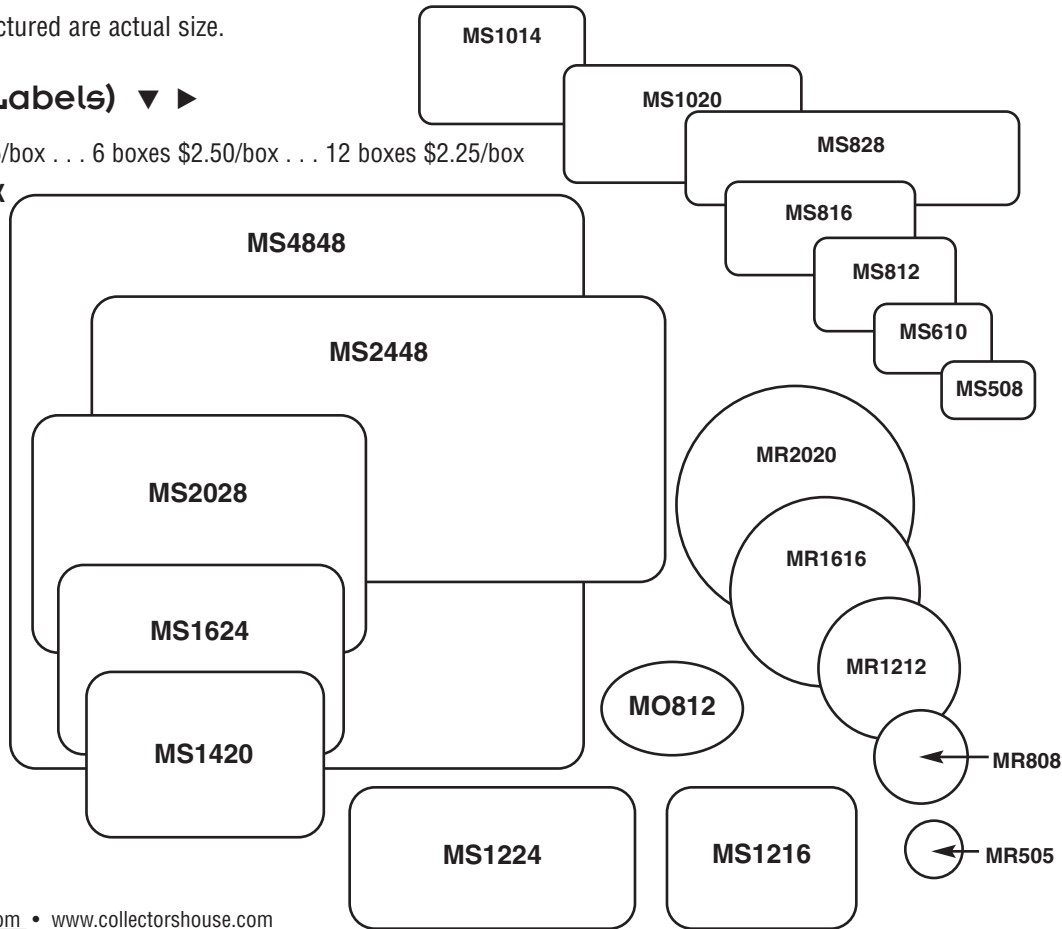 ctured are actual size.
Labels) ▼ ►
/box . . . 6 boxes $2.50/box . . . 12 boxes $2.25/box
MS1014
MS1020
MS828
MS816
MS812
MS610
MS508
MS4848
MS2448
MS2028
MS1624
MS1420
MR2020
MR1616
MR1212
MR808
MR505
MO812
MS1224
MS1216
om • www.collectorshouse.com